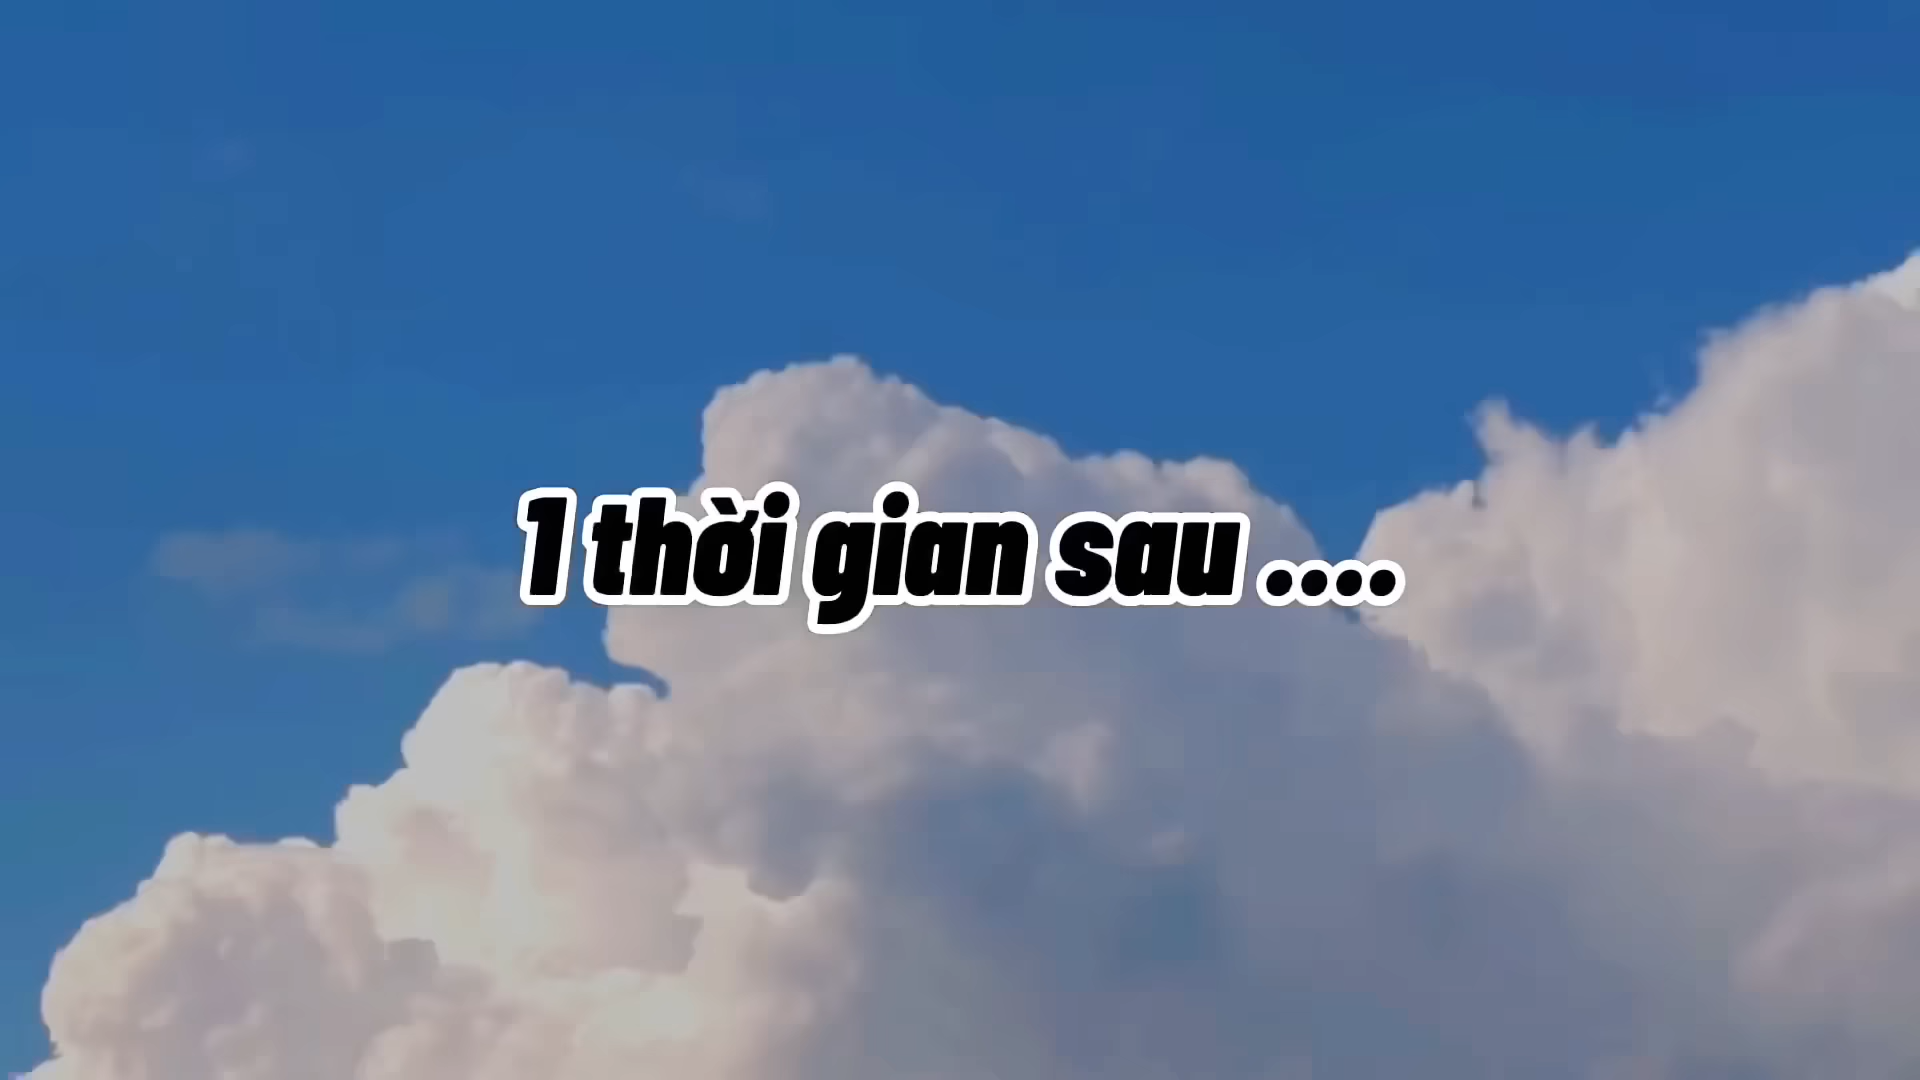 1 thời gian sau ....